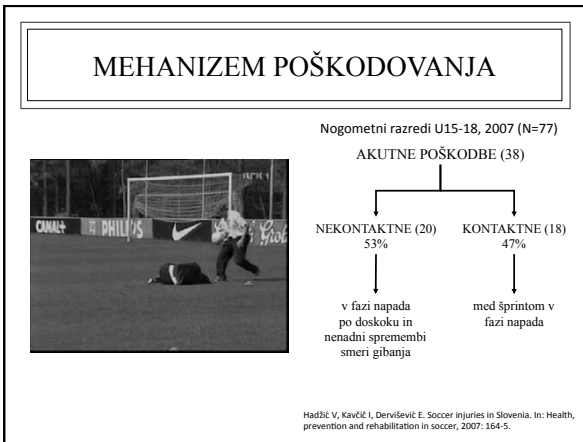 MEHANIZEM POŠKODOVANJA
Nogometni razredi U15-18, 2007 (N=77)
AKUTNE POŠKODBE (38)
NEKONTAKTNE (20)
53%
KONTAKTNE (18)
47%
v fazi napada
po doskoku in
nenadni spremembi
smeri gibanja
med šprintom v
fazi napada
CANAL+
PHILIPS
Hadžić V, Kavčič I, Dervišević E. Soccer injuries in Slovenia. In: Health,
prevention and rehabilitation in soccer, 2007: 164-5.